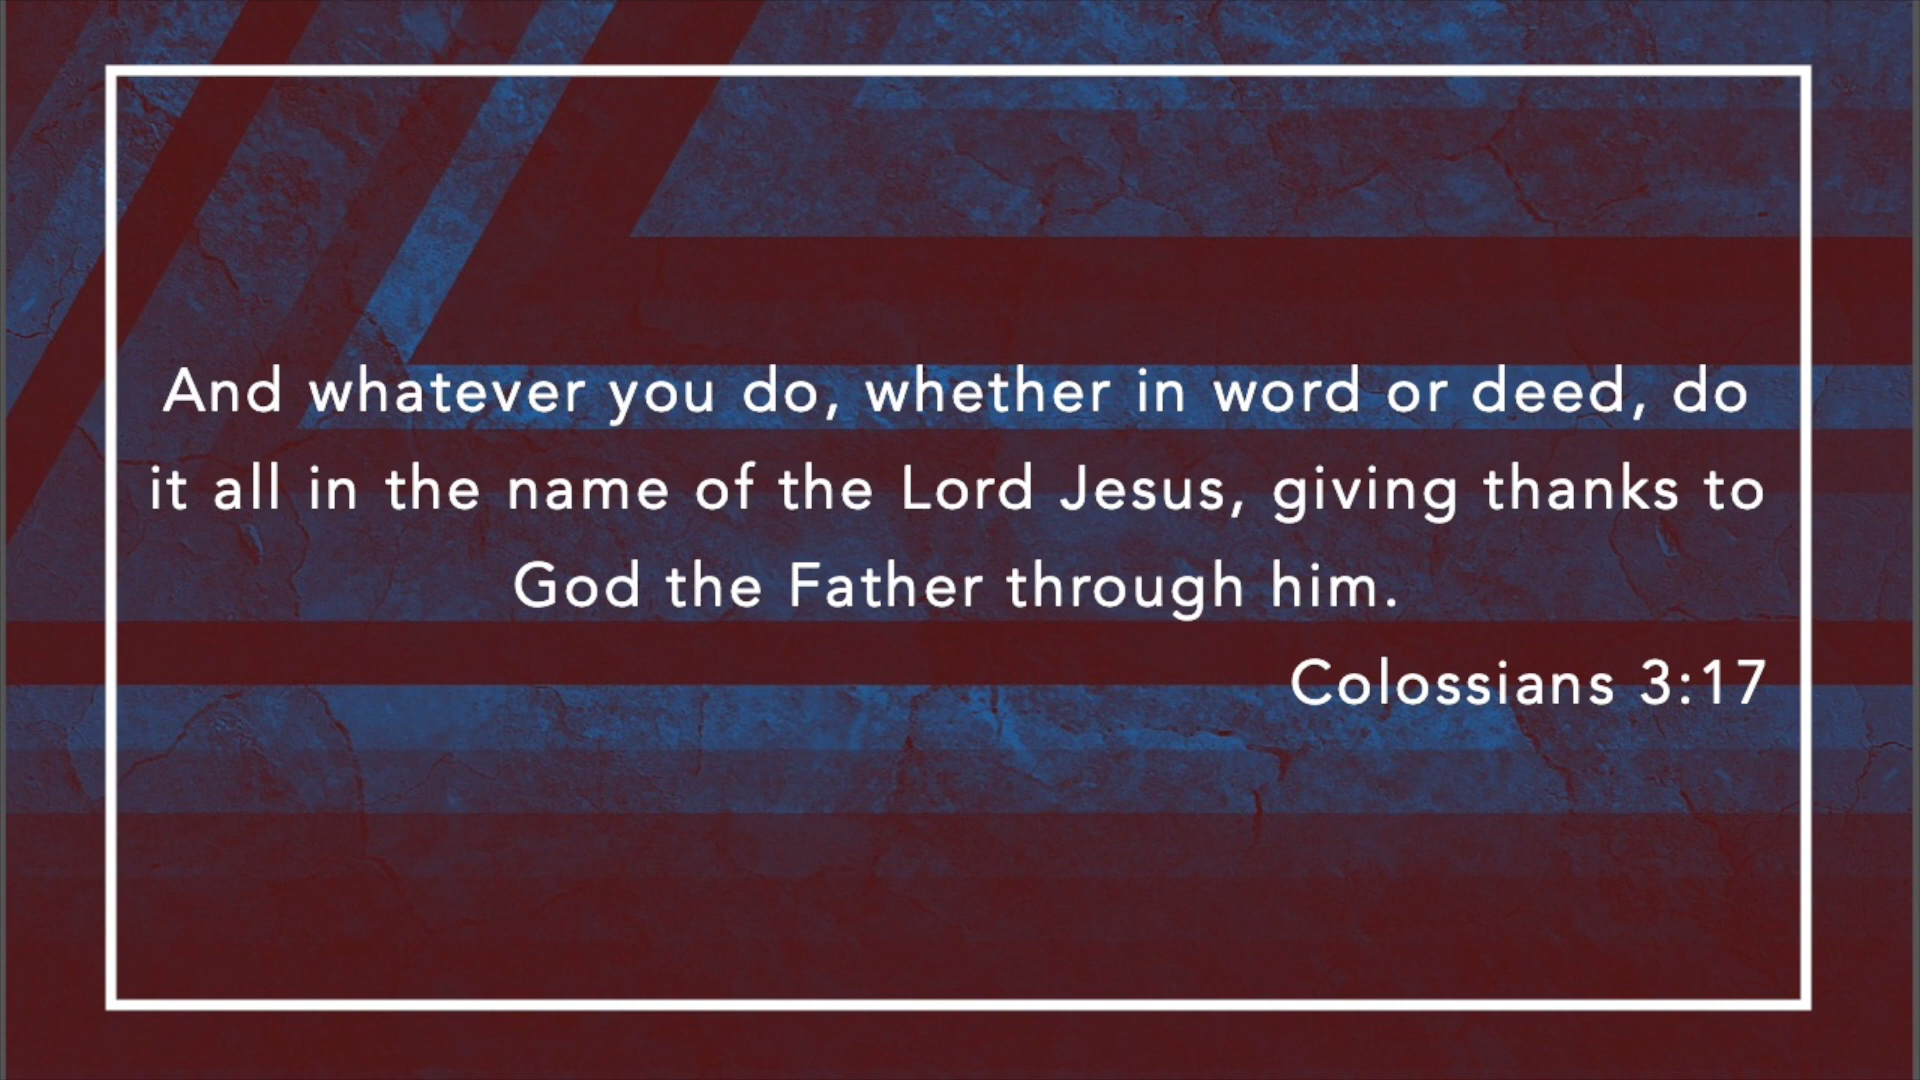 And whatever you do, whether in word or deed, do
it all in the name of the Lord Jesus, giving thanks to
God the Father through him.
Colossians 3:17